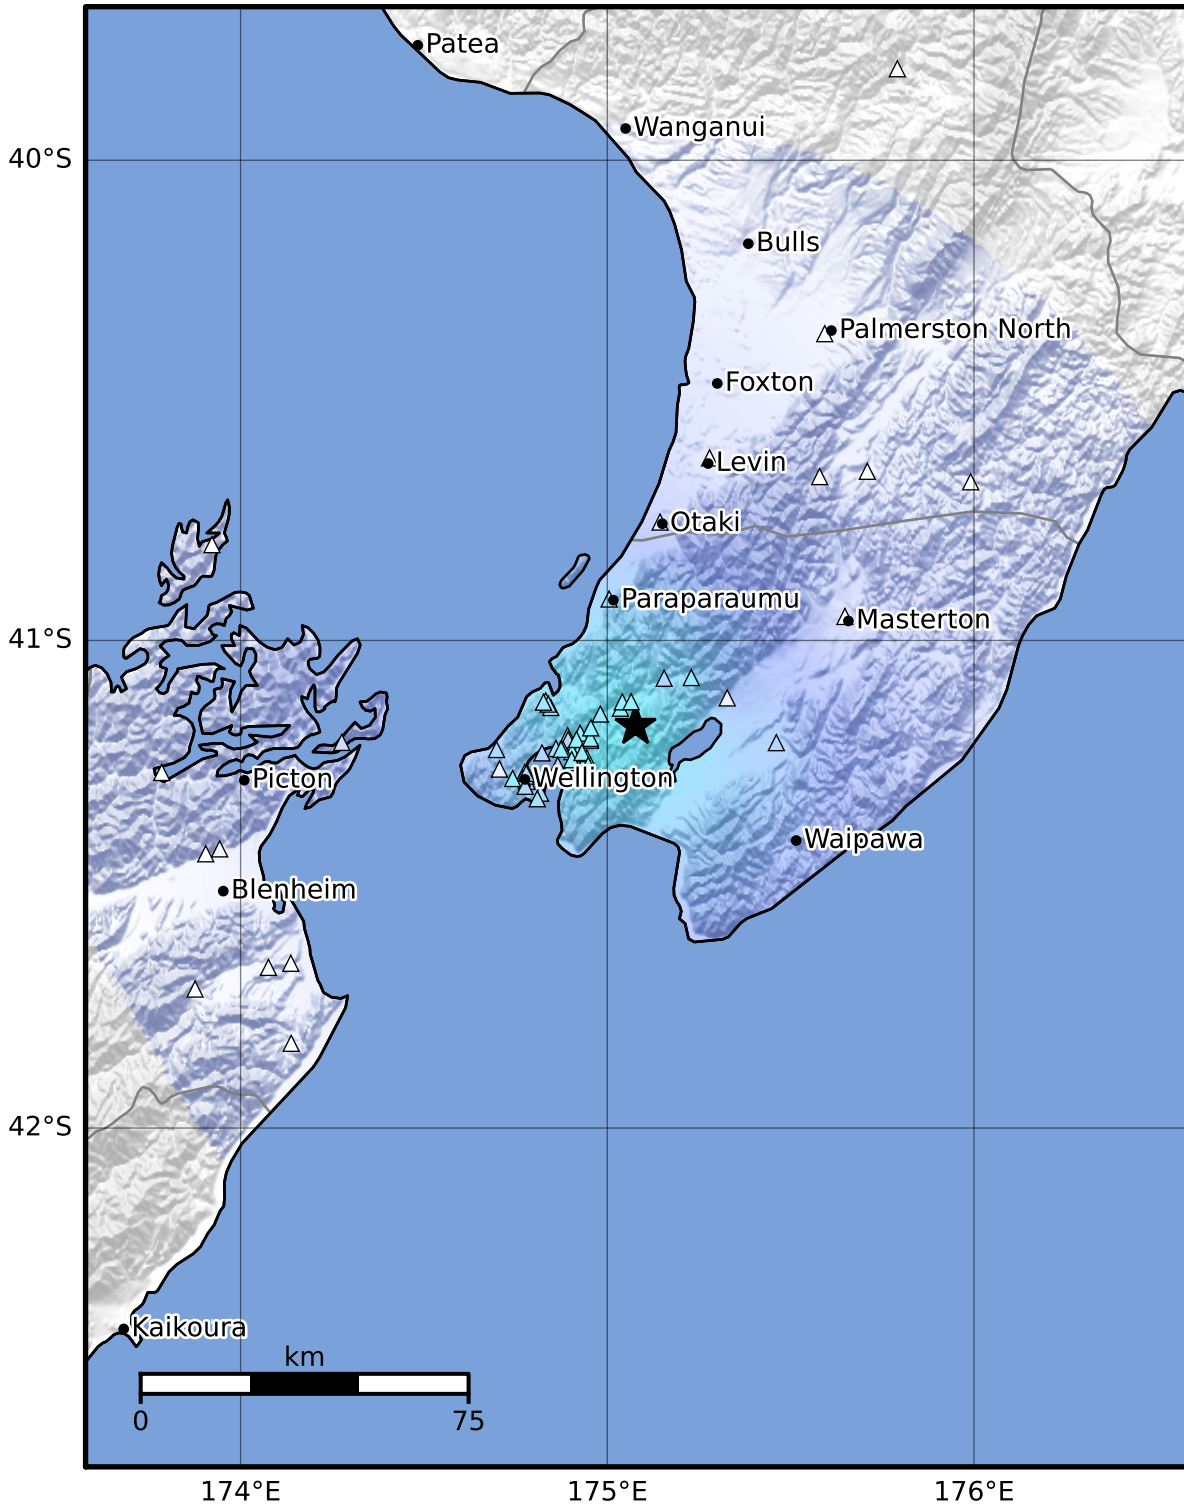 Patea
Wanganui
40°S
Bulls
Palmerston North
Foxton
Levin
Otaki
Paraparaumu
Masterton
41°S
Picton
Wellington
Waipawa
Blenheim
42°S
Kaikoura
km
0 75
174°E 175°E 176°E